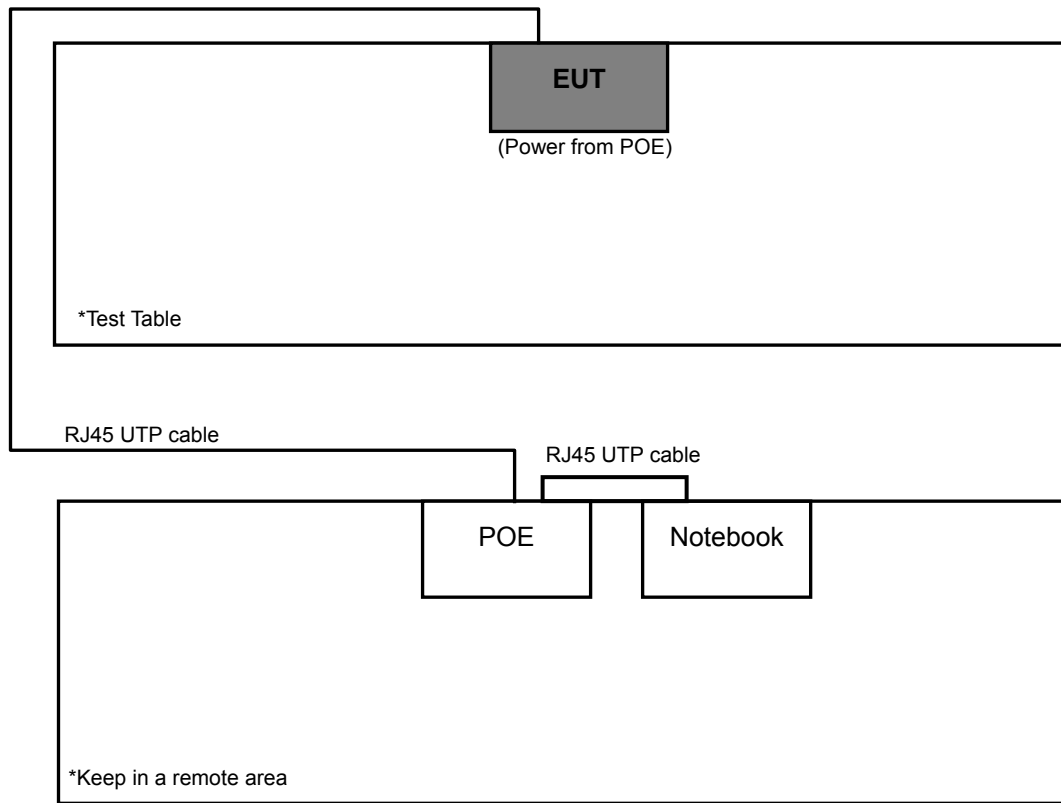 EUT
(Power from POE)
*Test Table
RJ45 UTP cable
RJ45 UTP cable
POE
Notebook
*Keep in a remote area